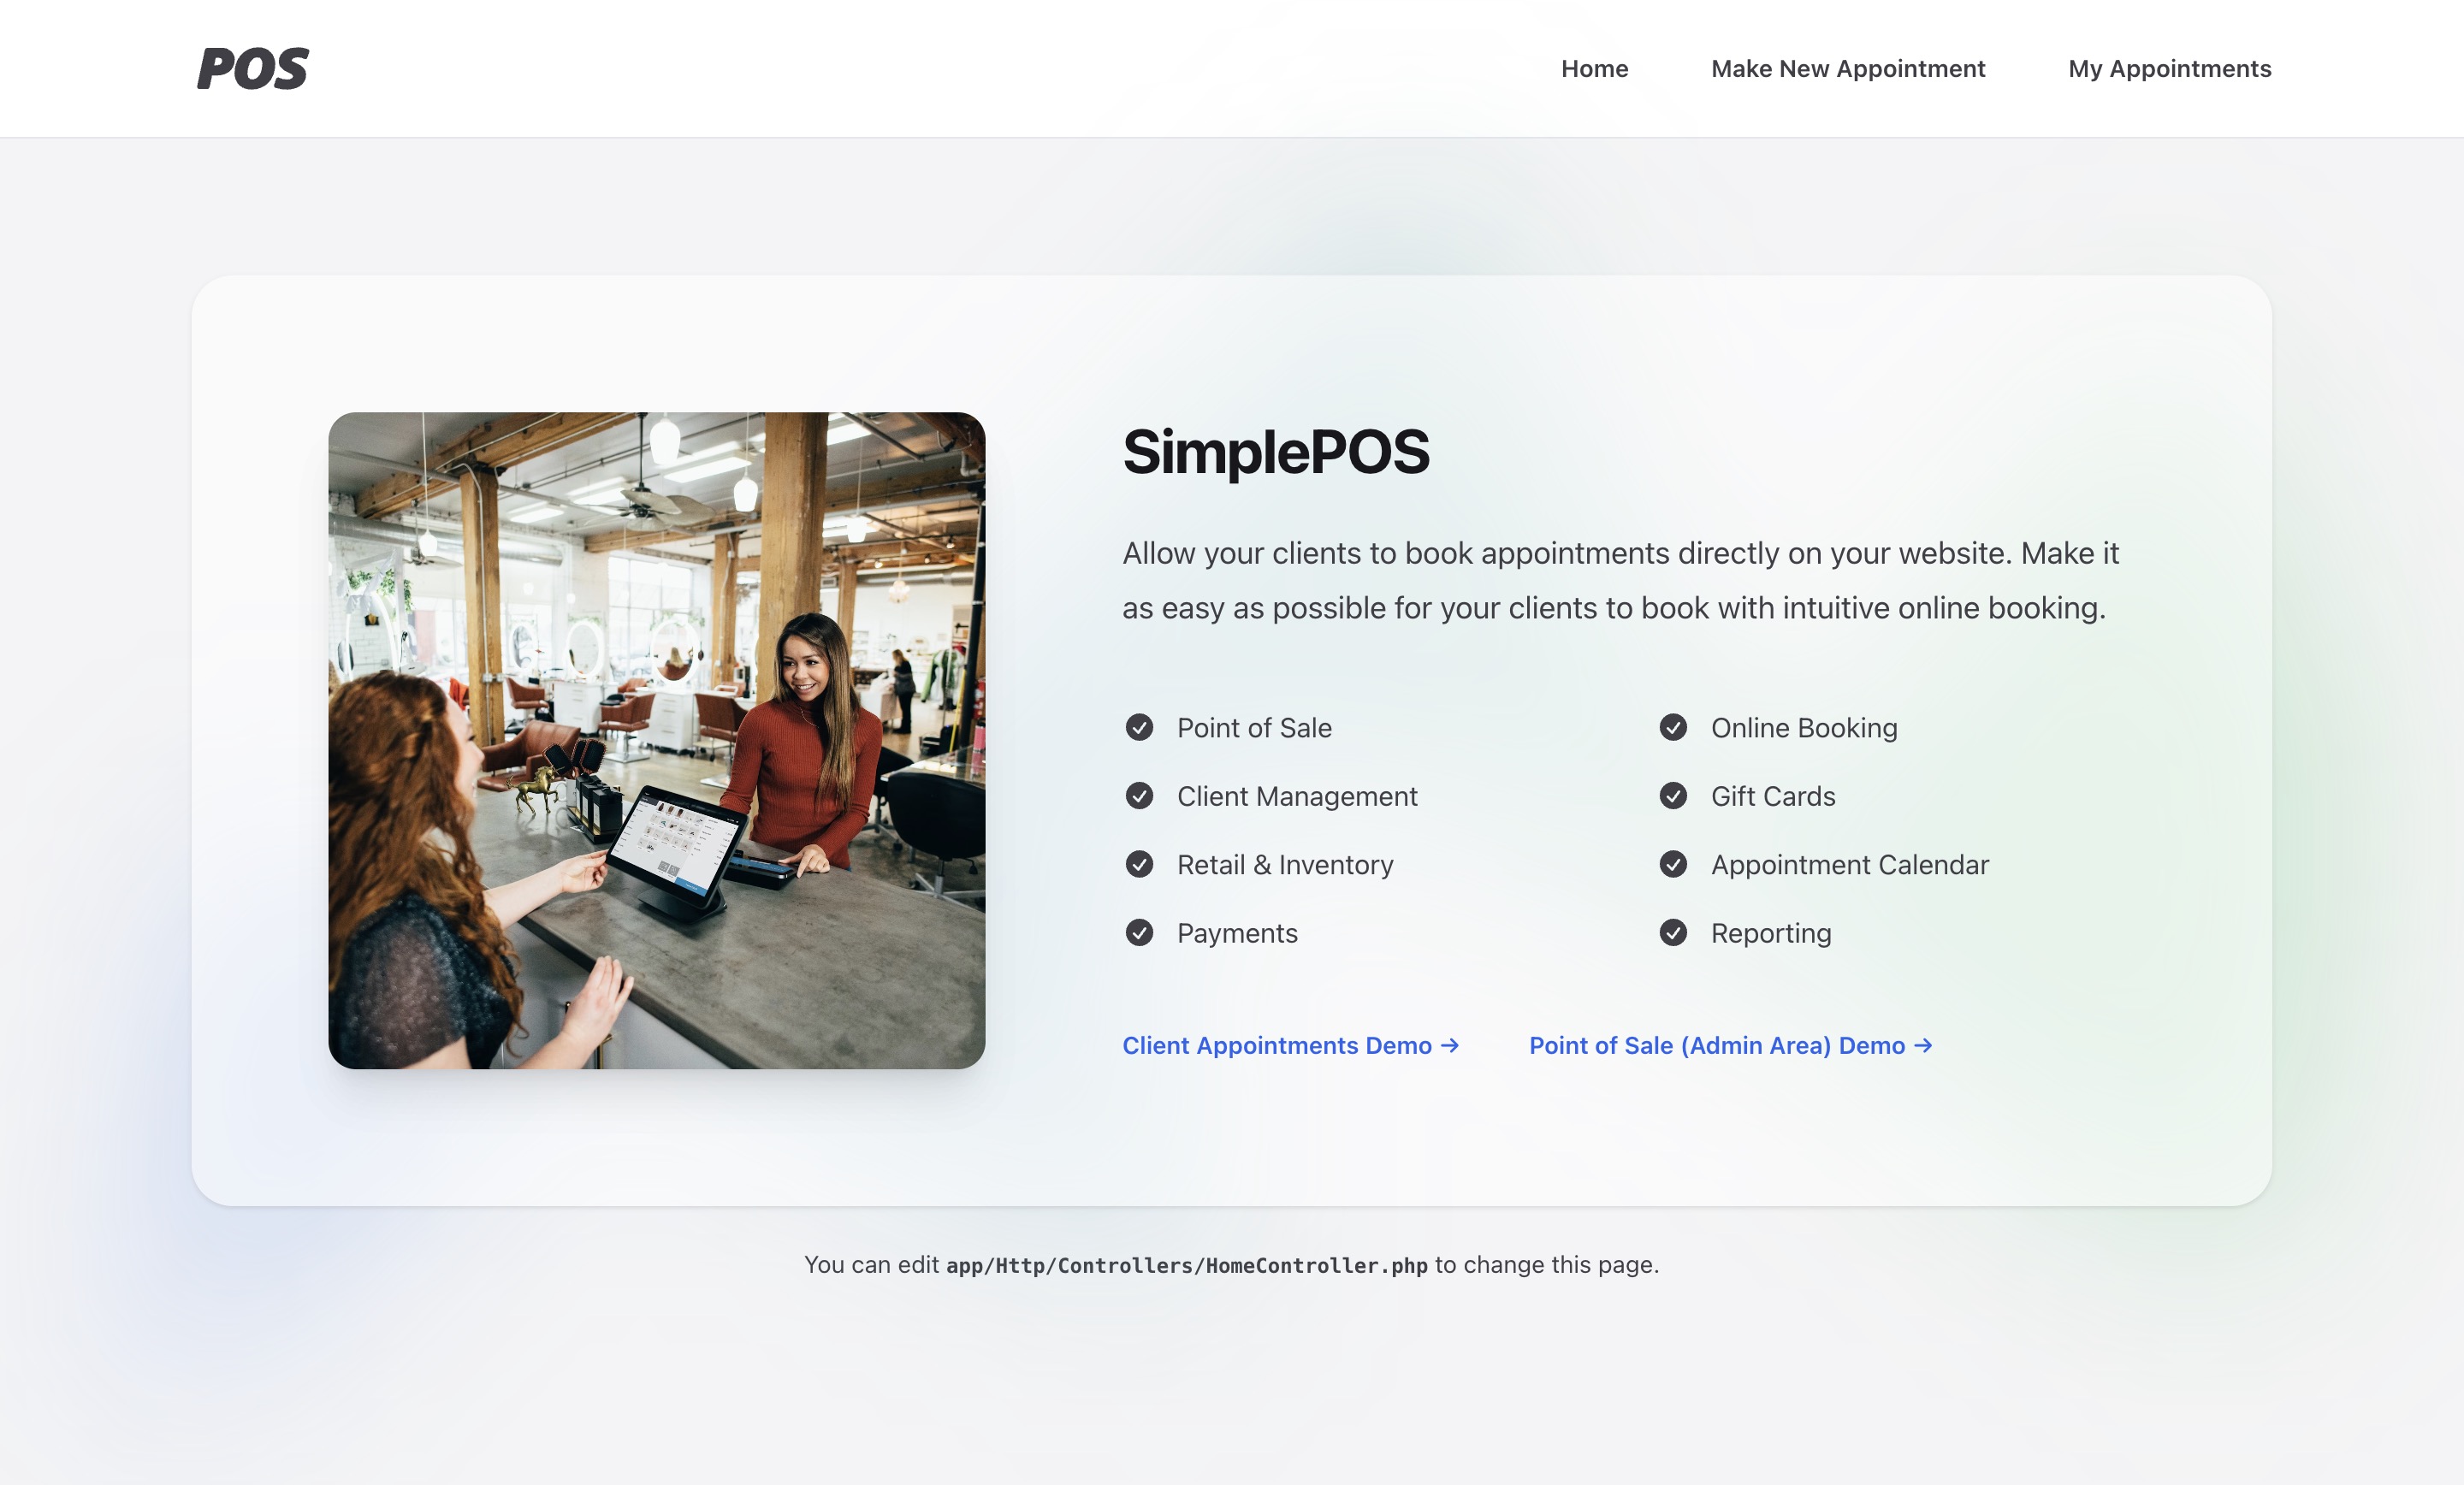 POS
Home
Make New Appointment
My Appointments
SimplePOS
Allow your clients to book appointments directly on your website. Make it
as easy as possible for your clients to book with intuitive online booking.
Point of Sale
Online Booking
Client Management
Gift Cards
Retail & Inventory
Appointment Calendar
Payments
Reporting
Client Appointments Demo →
Point of Sale (Admin Area) Demo →
You can edit app/Http/Controllers/HomeController.php to change this page.